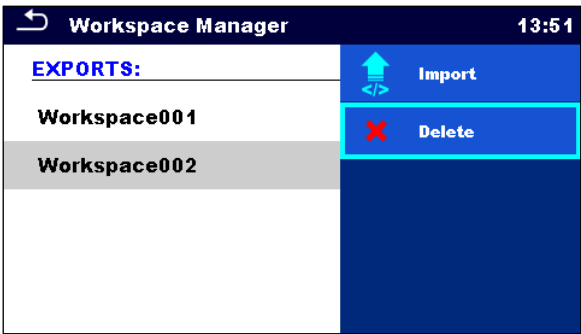 Workspace Manager 13:51
EXPORTS:
Workspace001
Workspace002
</> Import
Delete